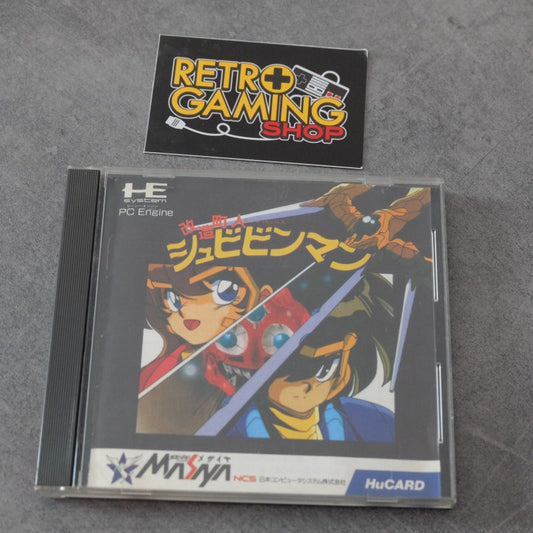 RETRO
GAMING
SHOP
HE
system
PC Engine
改造町人
シュビビンマン
メサイヤ
MASAYA
NCS 日本コンピュータシステム株式会社
HuCARD